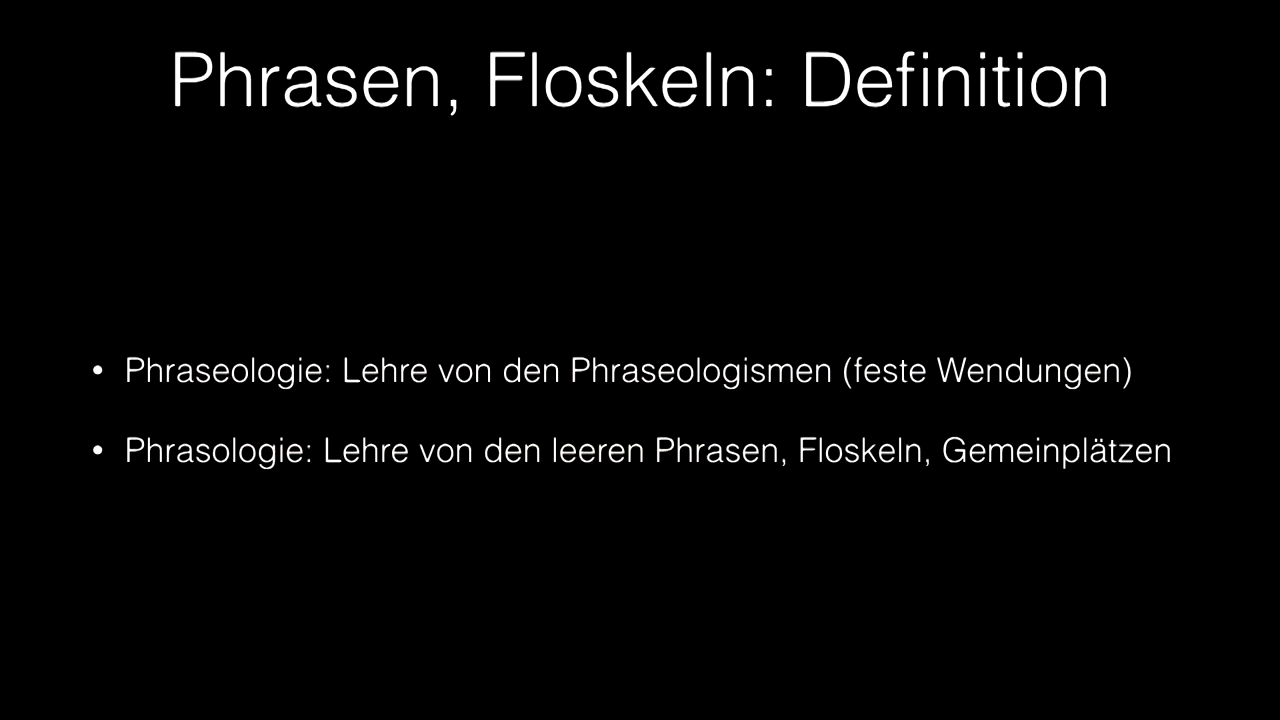 Phrasen, Floskeln: Definition
• Phraseologie: Lehre von den Phraseologismen (feste Wendungen)
• Phrasologie: Lehre von den leeren Phrasen, Floskeln, Gemeinplätzen